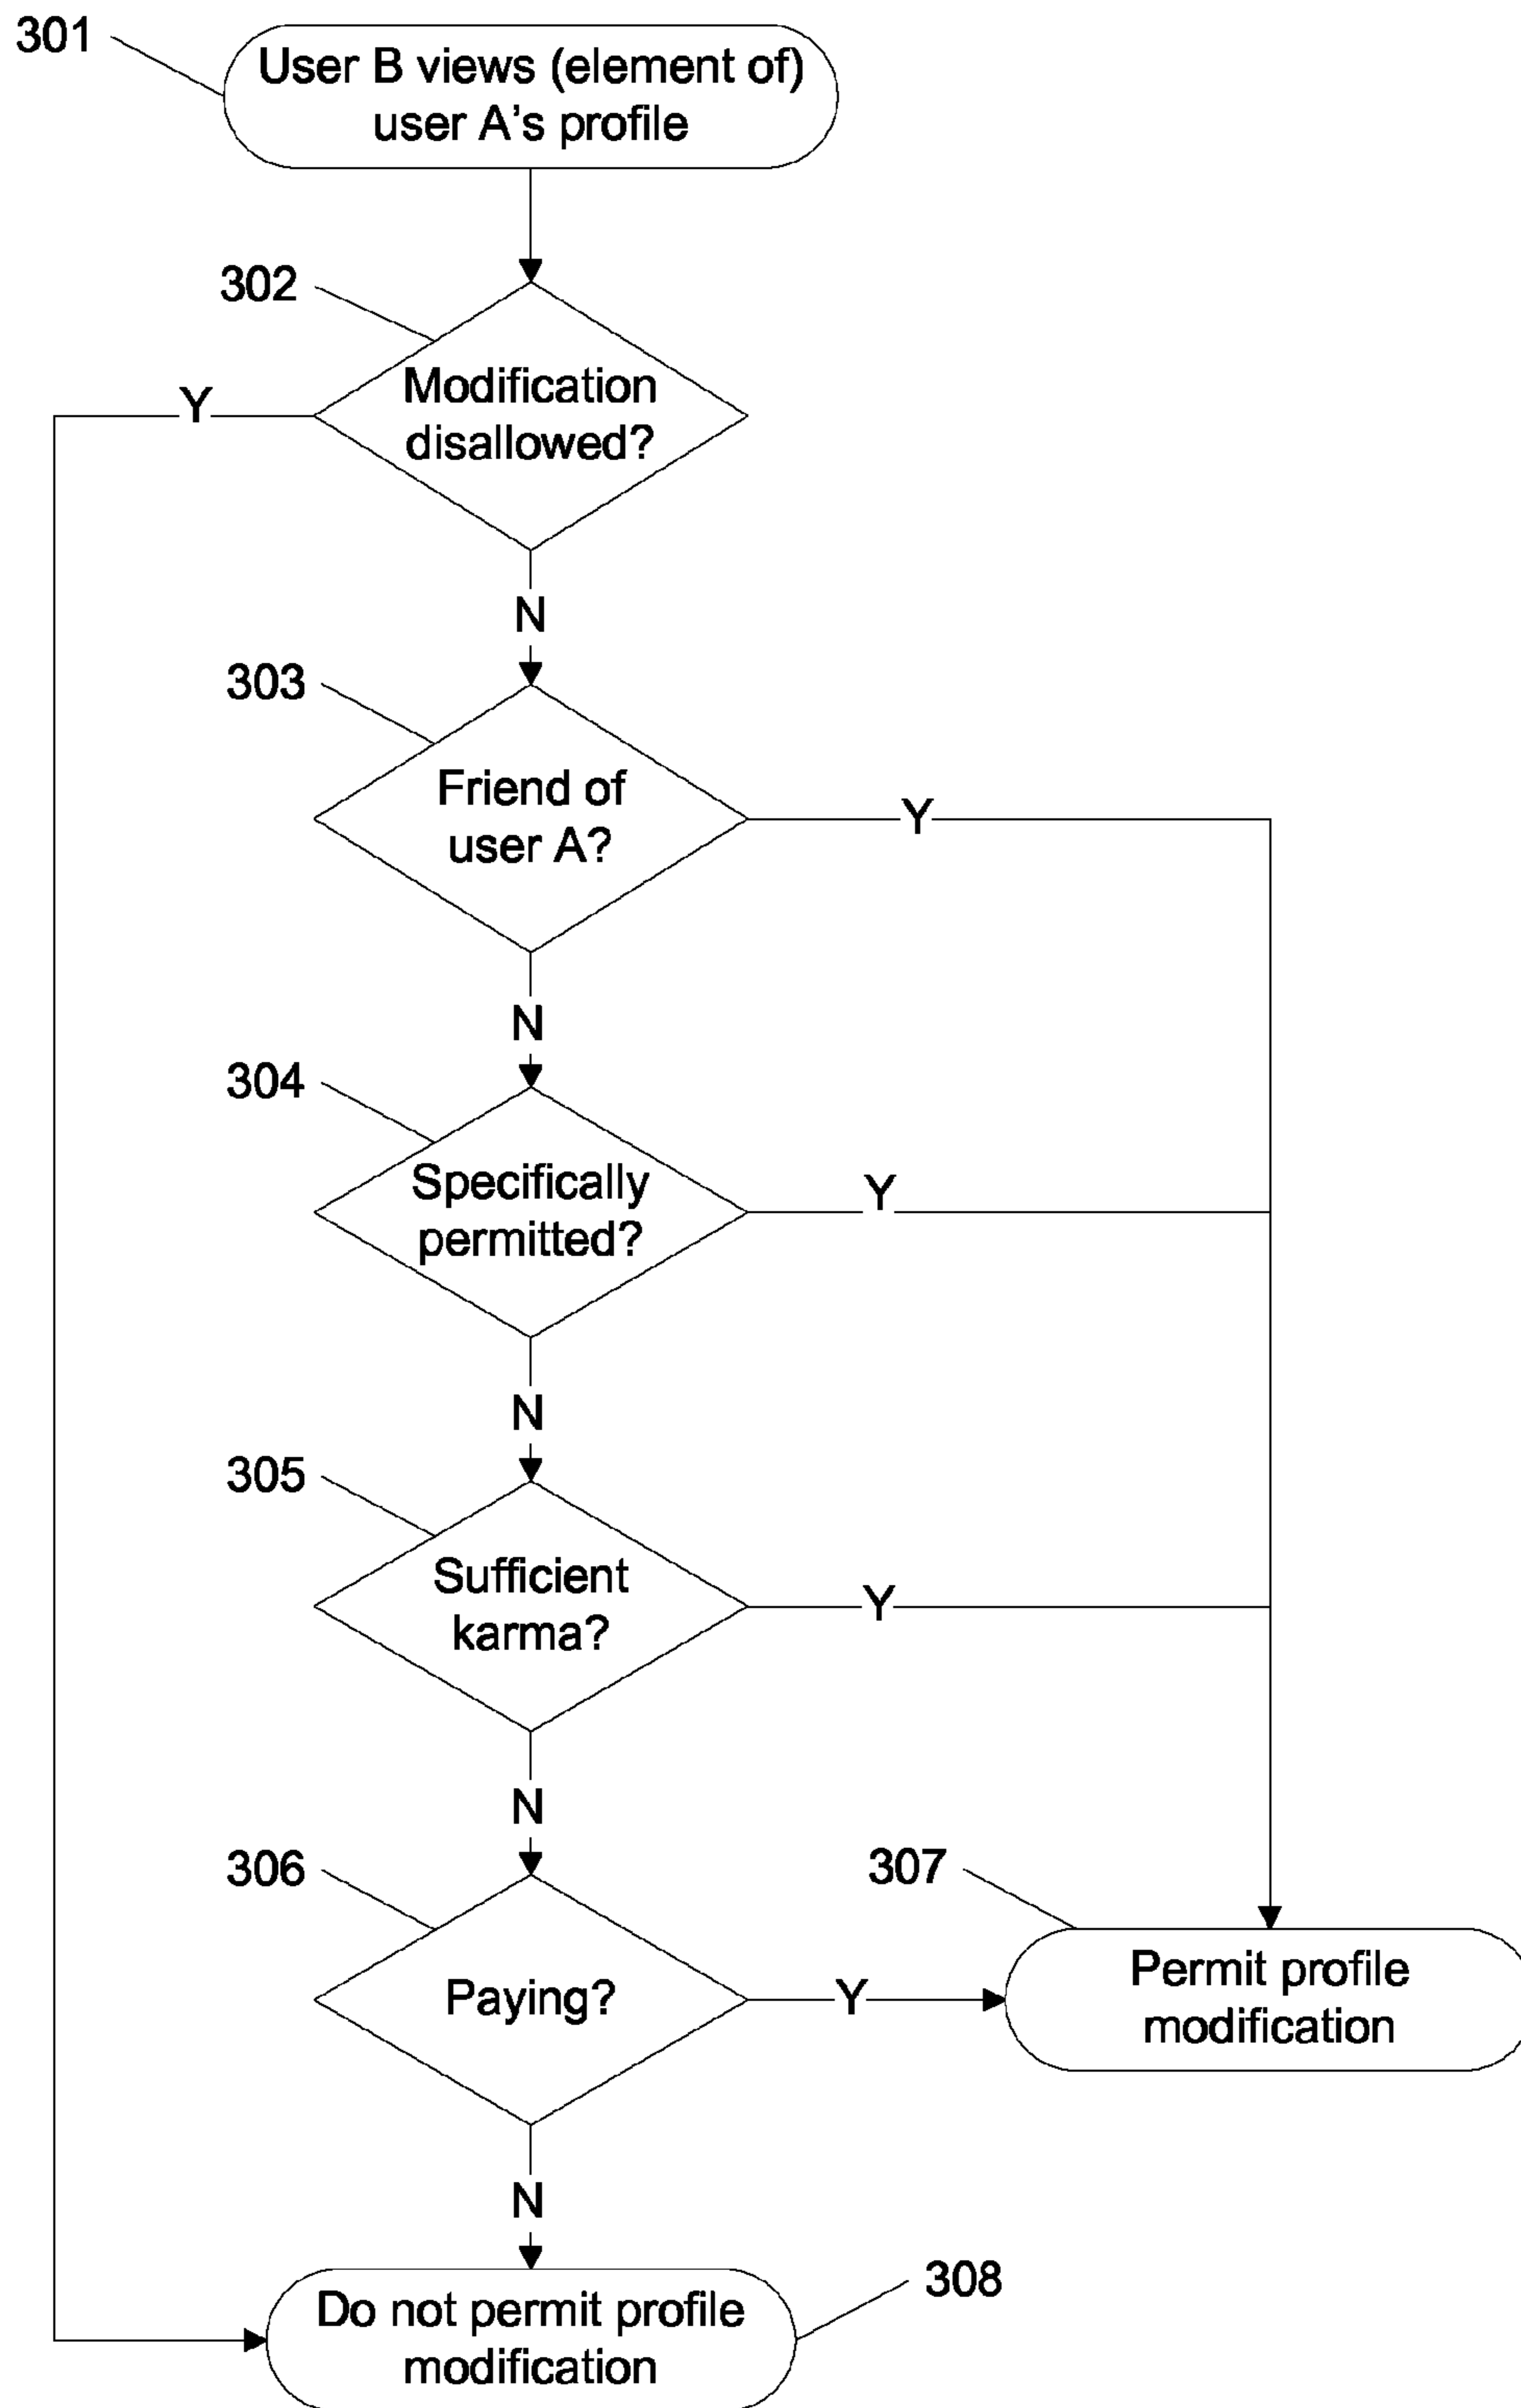 301
User B views (element of)
user A's profile
302
Modification
disallowed?
Y
N
303
Friend of
user A?
Y
N
304
Specifically
permitted?
Y
N
305
Sufficient
karma?
Y
N
306
Paying?
Y
307
Permit profile
modification
N
308
Do not permit profile
modification